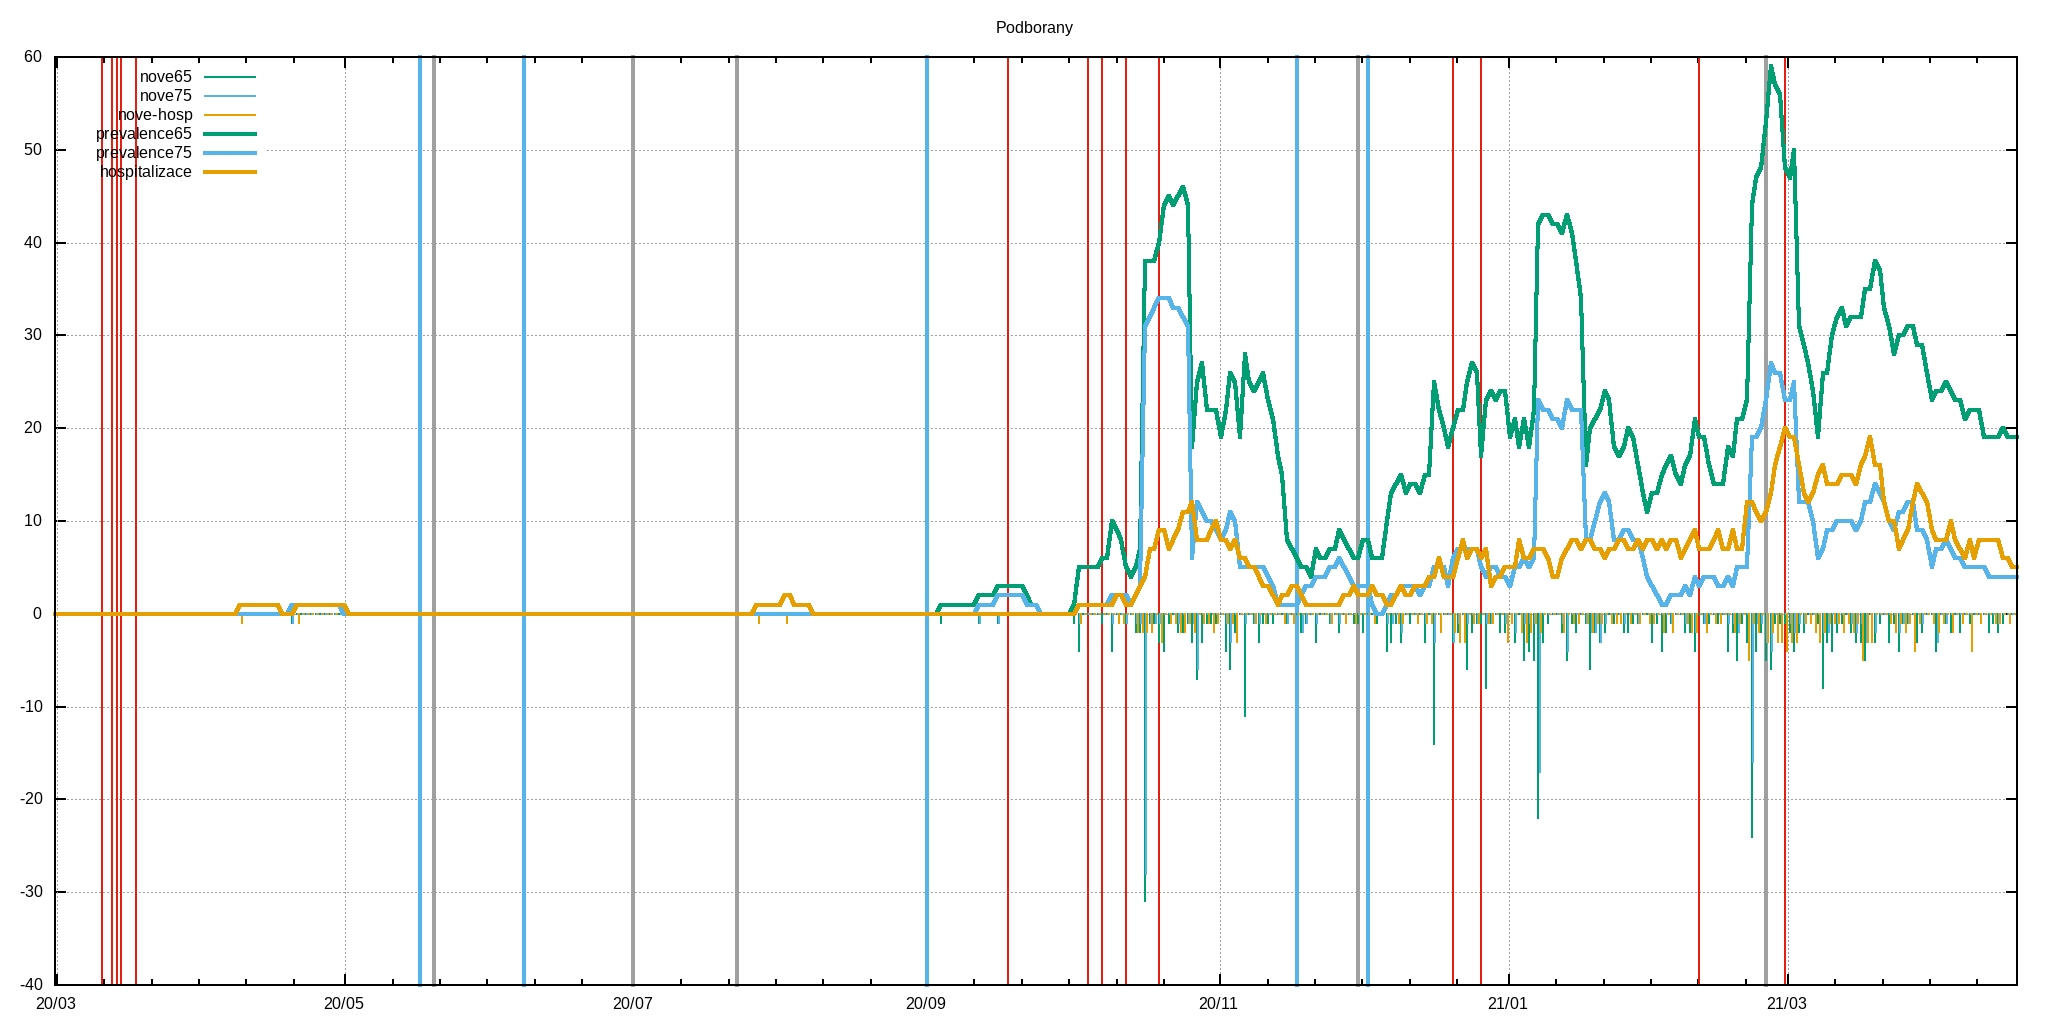 Podborany
60
50
40
30
20
10
0
-10
-20
-30
-40
nove65
nove75
nove-hosp
prevalence65
prevalence75
hospitalizace
20/03 20/05 20/07 20/09 20/11 21/01 21/03